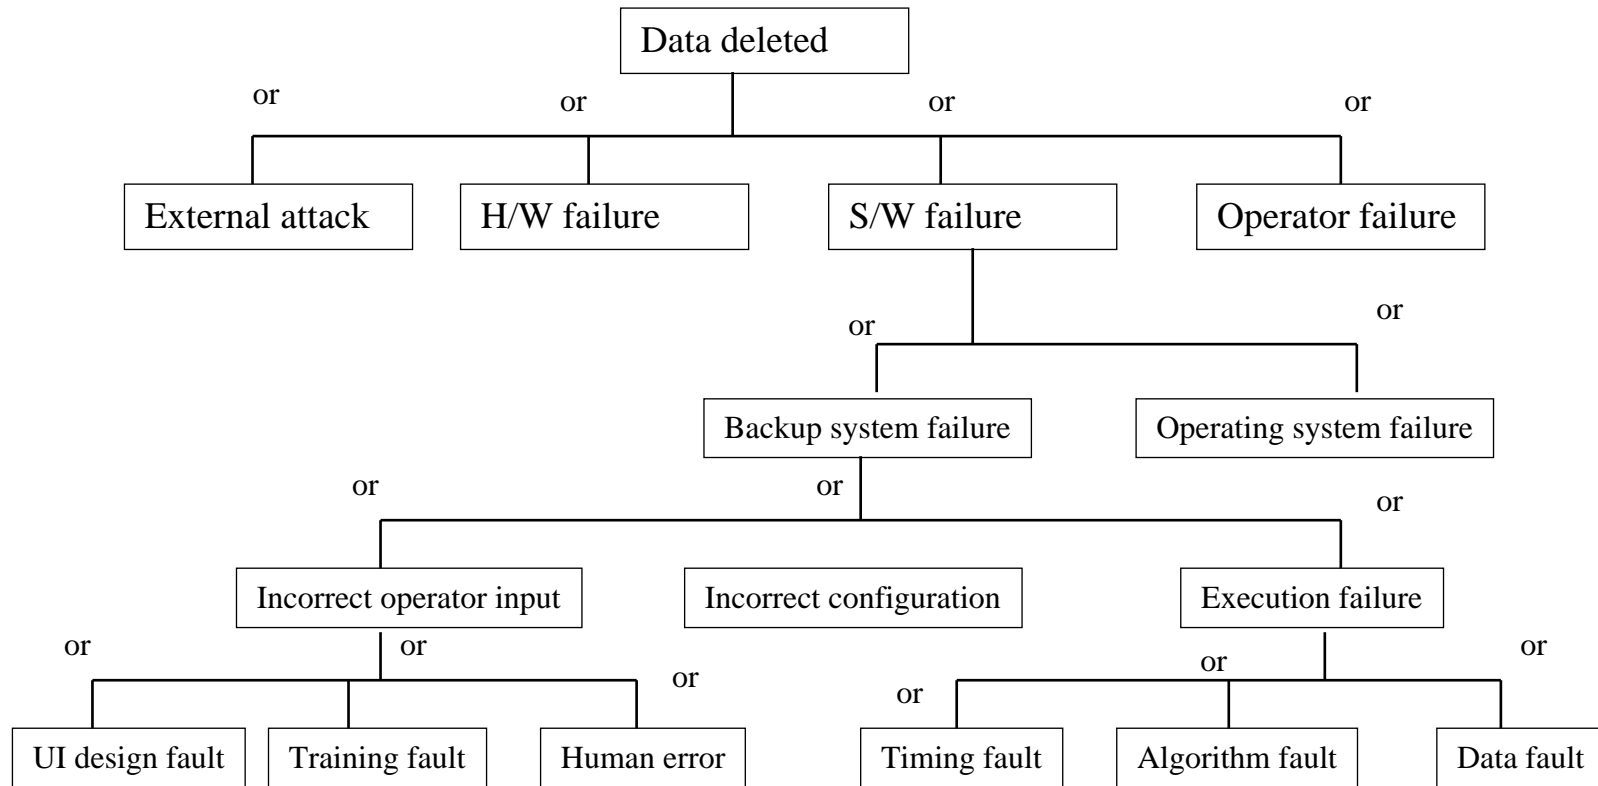 Data deleted
or
or
or
or
External attack
H/W failure
S/W failure
Operator failure
or
or
Backup system failure
Operating system failure
or
or
or
Incorrect operator input
Incorrect configuration
Execution failure
or
or
or
or
or
or
UI design fault
Training fault
Human error
Timing fault
Algorithm fault
Data fault